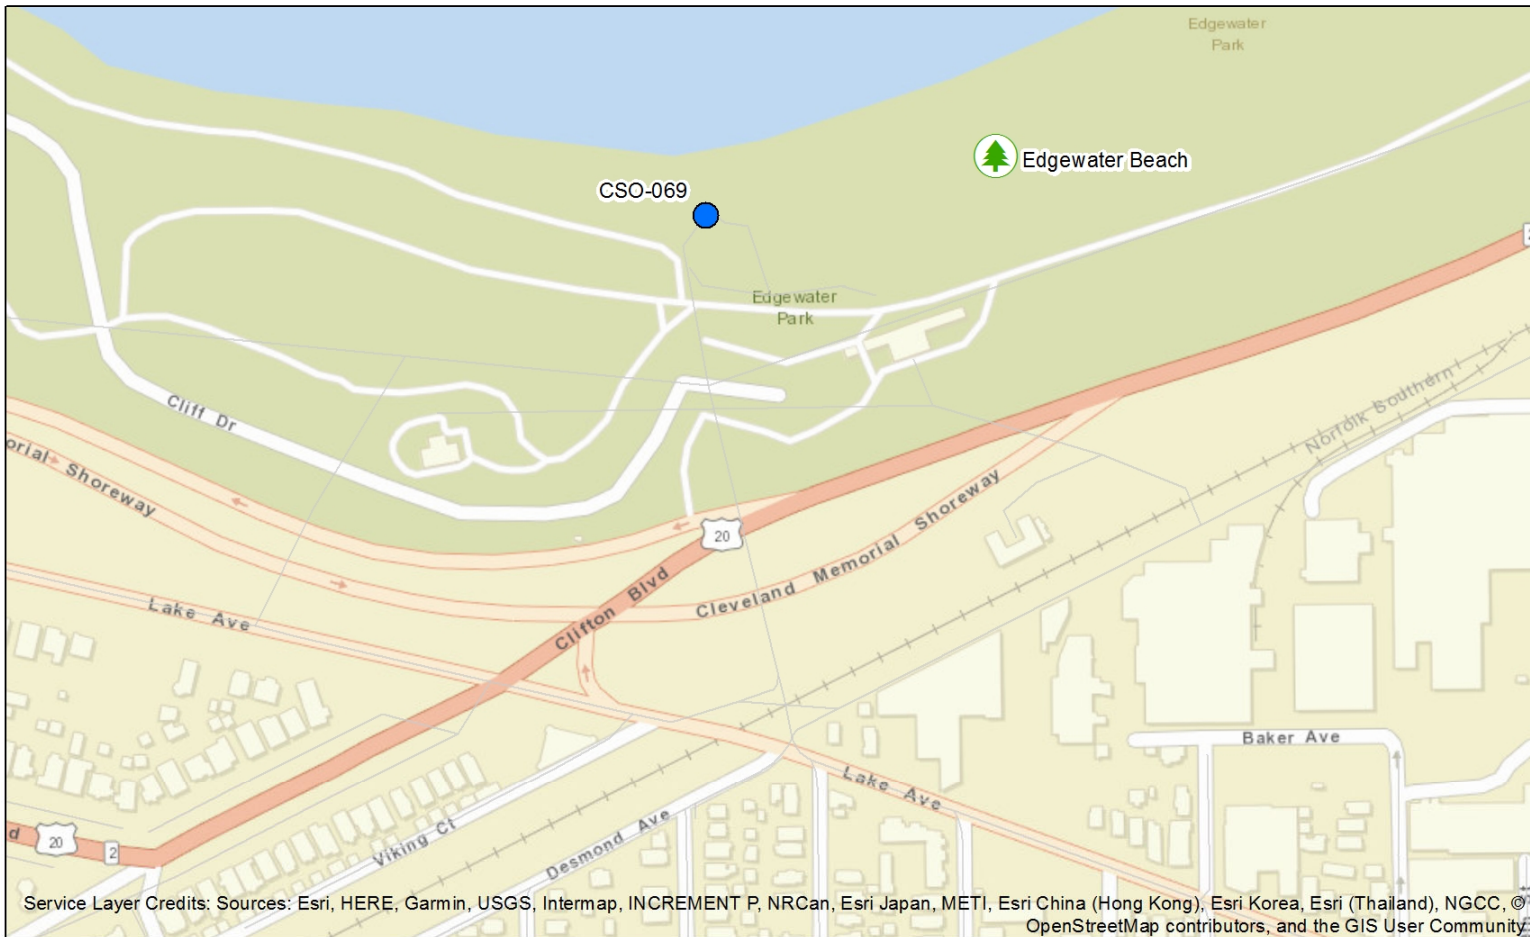 Edgewater
Park
Edgewater Beach
CSO-069
Edgewater
Park
Cliff Dr
Norfolk Southern
orial Shoreway
20
Cleveland Memorial Shoreway
Clifton Blvd
Lake Ave
Baker Ave
Lake Ave
d
20
2
Viking Ct
Desmond Ave
Service Layer Credits: Sources: Esri, HERE, Garmin, USGS, Intermap, INCREMENT P, NRCan, Esri Japan, METI, Esri China (Hong Kong), Esri Korea, Esri (Thailand), NGCC, ©
OpenStreetMap contributors, and the GIS User Community